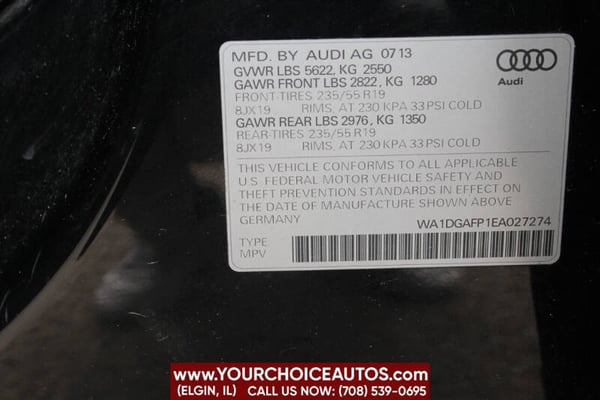 MFD. BY AUDI AG 07 13
GVWR LBS 5622, KG 2550
GAWR FRONT LBS 2822, KG 1280
FRONT-TIRES 235/55 R19
8JX19 RIMS, AT 230 KPA 33 PSI COLD
GAWR REAR LBS 2976, KG 1350
REAR-TIRES 235/55 R19
8JX19 RIMS, AT 230 KPA 33 PSI COLD
Audi
THIS VEHICLE CONFORMS TO ALL APPLICABLE
U.S. FEDERAL MOTOR VEHICLE SAFETY AND
THEFT PREVENTION STANDARDS IN EFFECT ON
THE DATE OF MANUFACTURE SHOWN ABOVE
GERMANY WA1DGAFP1EA027274
TYPE
MPV
WWW.YOURCHOICEAUTOS.COM
(ELGIN, IL) CALL US NOW: (708) 539-0695